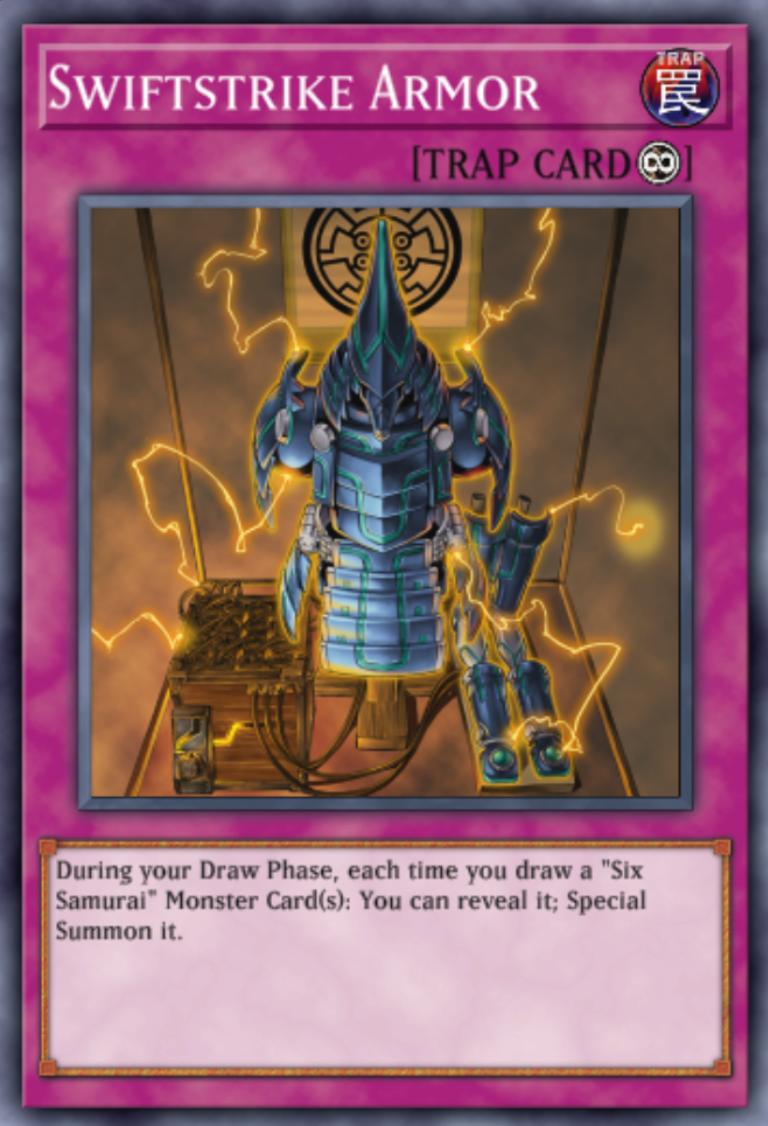 SWIFTSTRIKE ARMOR
TRAP
罠
[TRAP CARD∞]
During your Draw Phase, each time you draw a "Six
Samurai" Monster Card(s): You can reveal it; Special
Summon it.